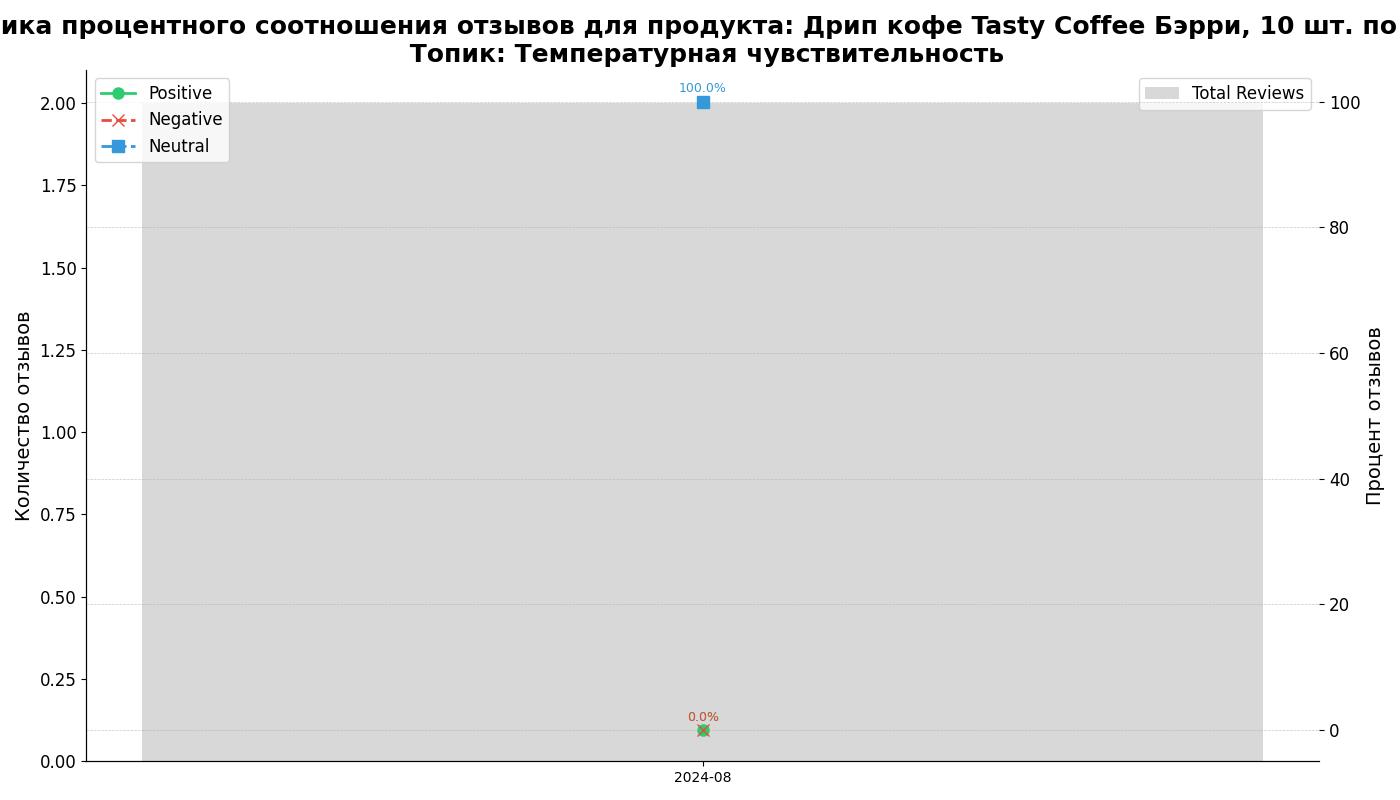 ика процентного соотношения отзывов для продукта: Дрип кофе Tasty Coffee Бэрри, 10 шт. по
Топик: Температурная чувствительность
Positive
Negative
Neutral
Total Reviews
100.0%
0.0%
2.00
1.75
1.50
1.25
1.00
0.75
0.50
0.25
0.00
Количество отзывов
100
80
60
40
20
0
Процент отзывов
2024-08